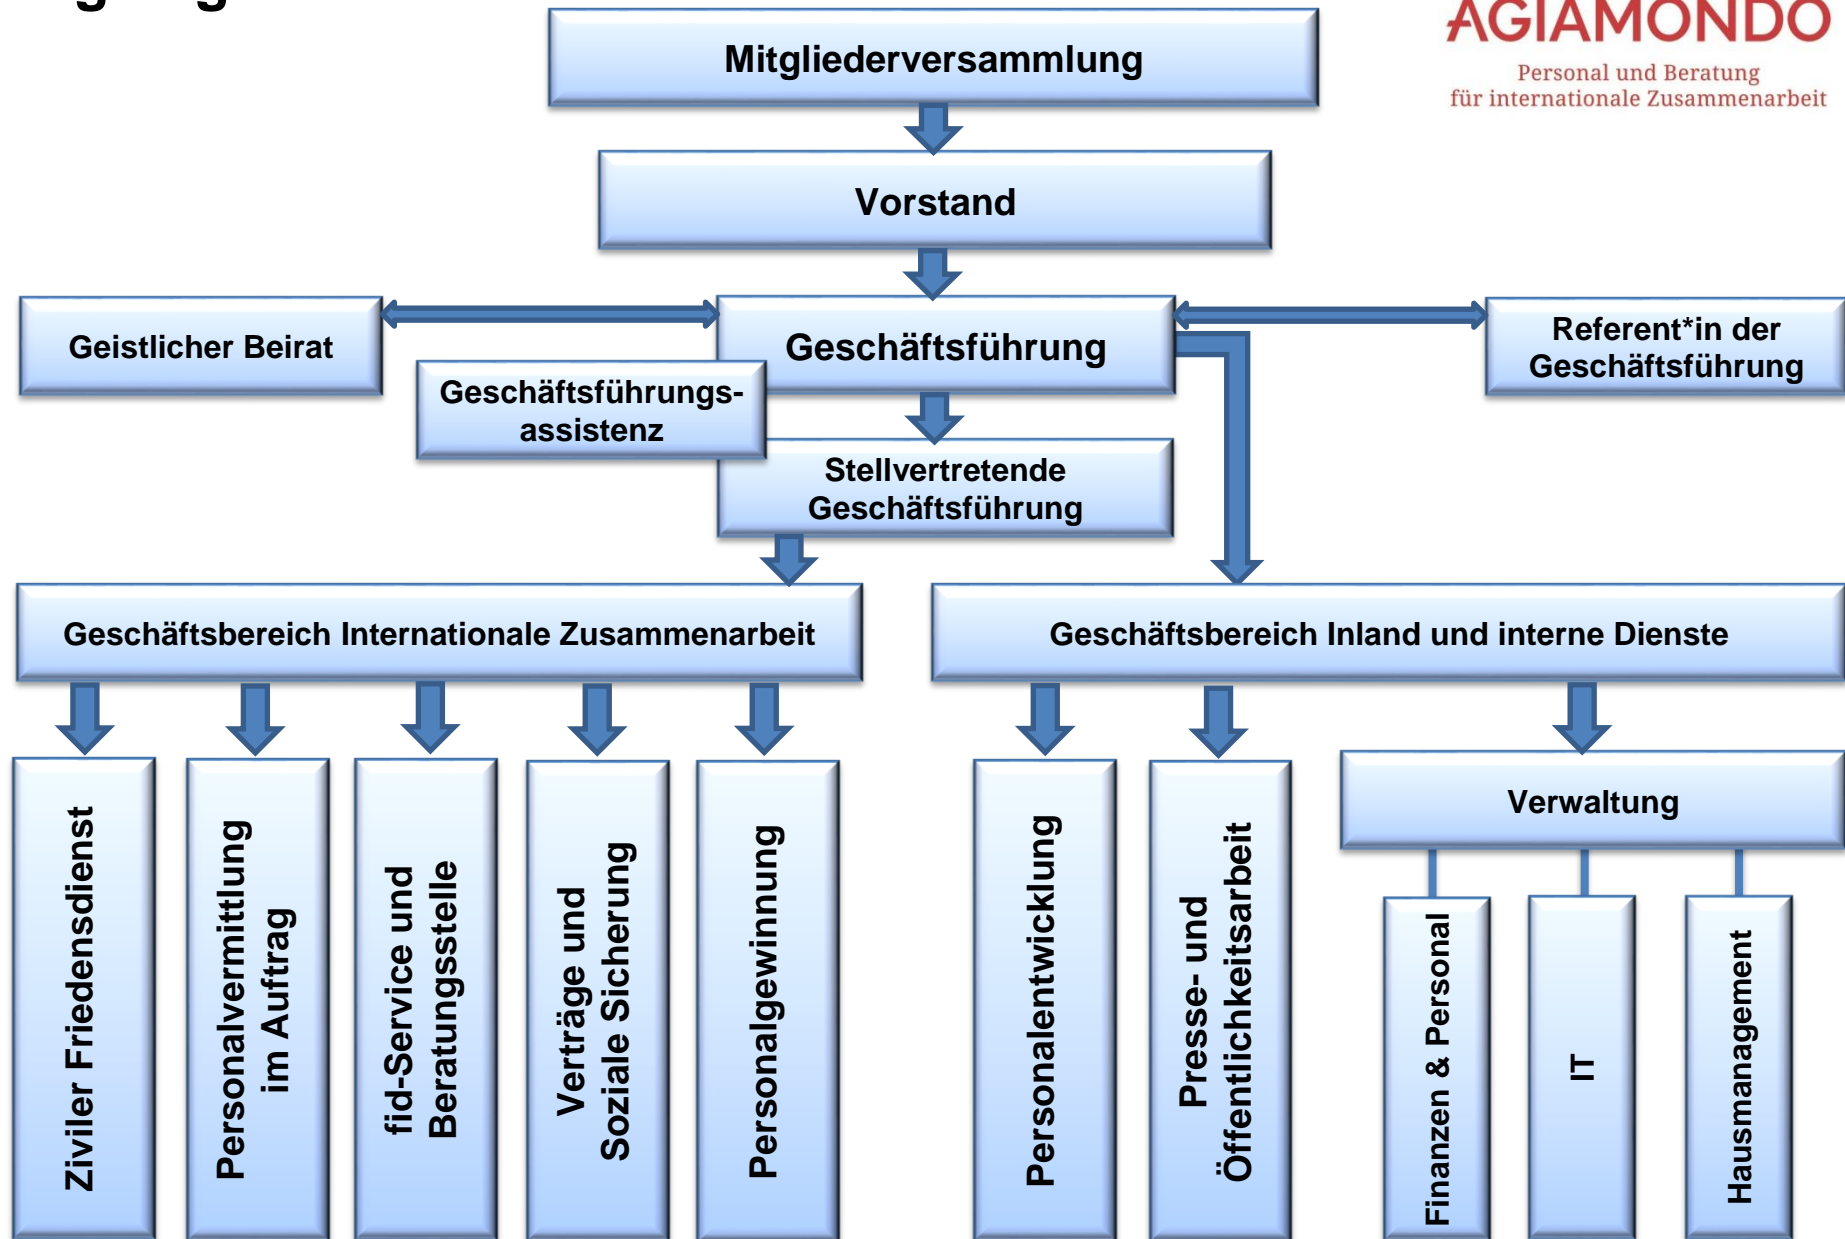 AGIAMONDO
Personal und Beratung
für internationale Zusammenarbeit
Mitgliederversammlung
Vorstand
Geistlicher Beirat
Geschäftsführung
Referent*in der
Geschäftsführung
Geschäftsführungs-
assistenz
Stellvertretende
Geschäftsführung
Geschäftsbereich Internationale Zusammenarbeit
Geschäftsbereich Inland und interne Dienste
Ziviler Friedensdienst
Personalvermittlung
im Auftrag
fid-Service und
Beratungsstelle
Verträge und
Soziale Sicherung
Personalgewinnung
Personalentwicklung
Presse- und
Öffentlichkeitsarbeit
Verwaltung
Finanzen & Personal
IT
Hausmanagement